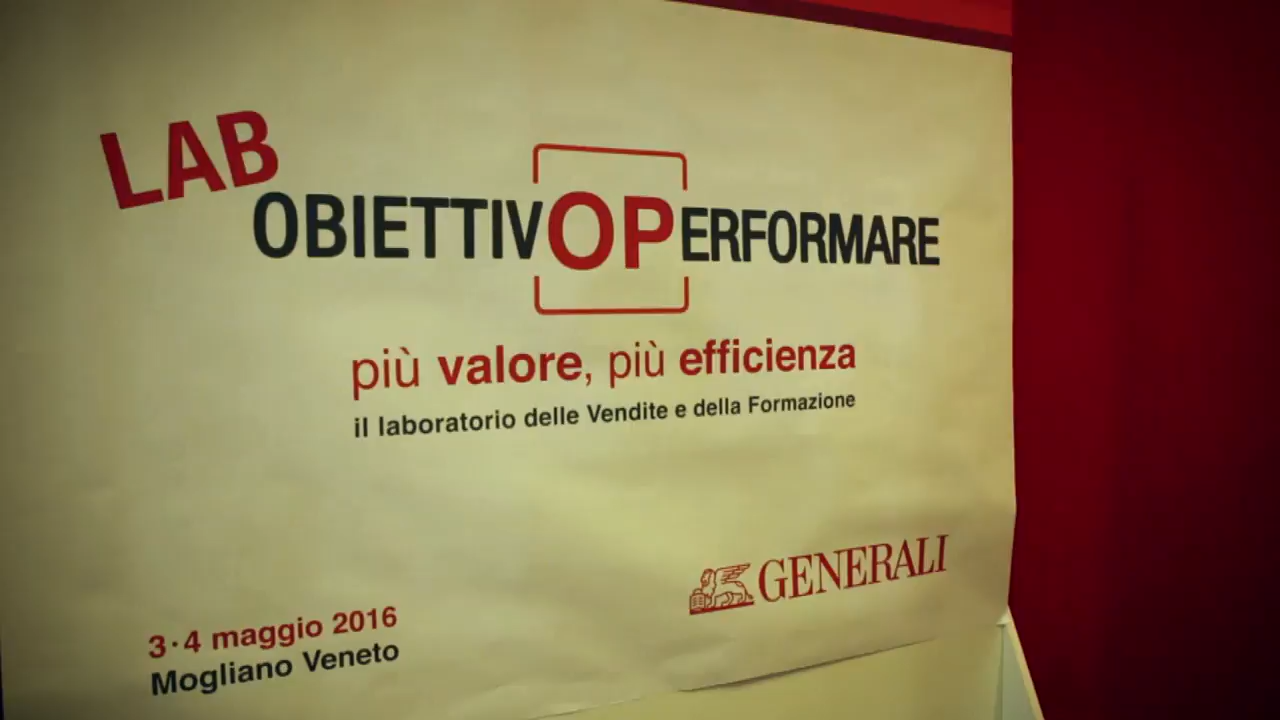 LAB
OBIETTIVOPERFORMARE
più valore, più efficienza
il laboratorio delle Vendite e della Formazione
GENERALI
3·4 maggio 2016
Mogliano Veneto